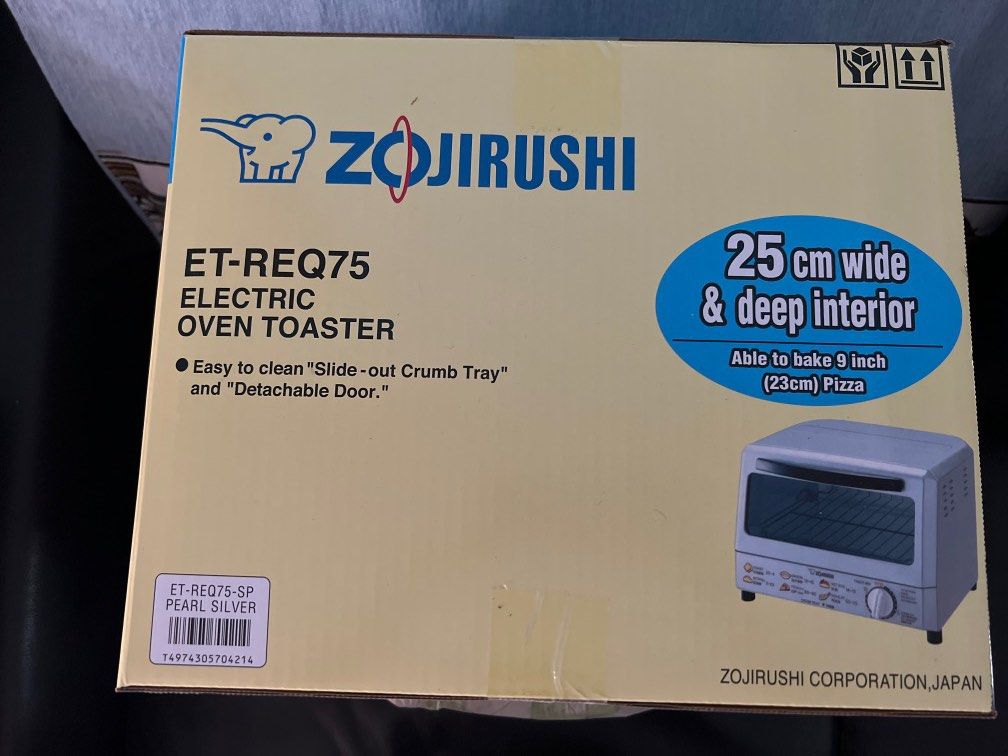 ZOJIRUSHI
ET-REQ75
ELECTRIC
OVEN TOASTER
● Easy to clean "Slide-out Crumb Tray"
and "Detachable Door."
25 cm wide
& deep interior
Able to bake 9 inch
(23cm) Pizza
ET-REQ75-SP
PEARL SILVER
T4974305704214
ZOJIRUSHI CORPORATION,JAPAN